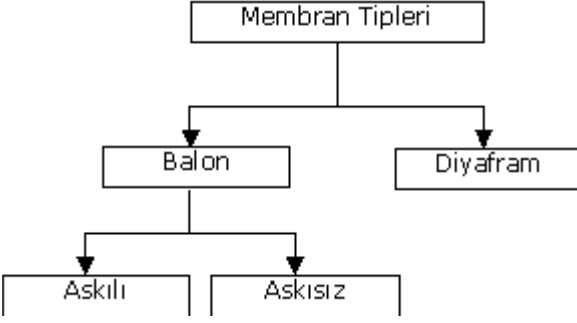 Membran Tipleri
Balon
Diyafram
Askılı
Askısız